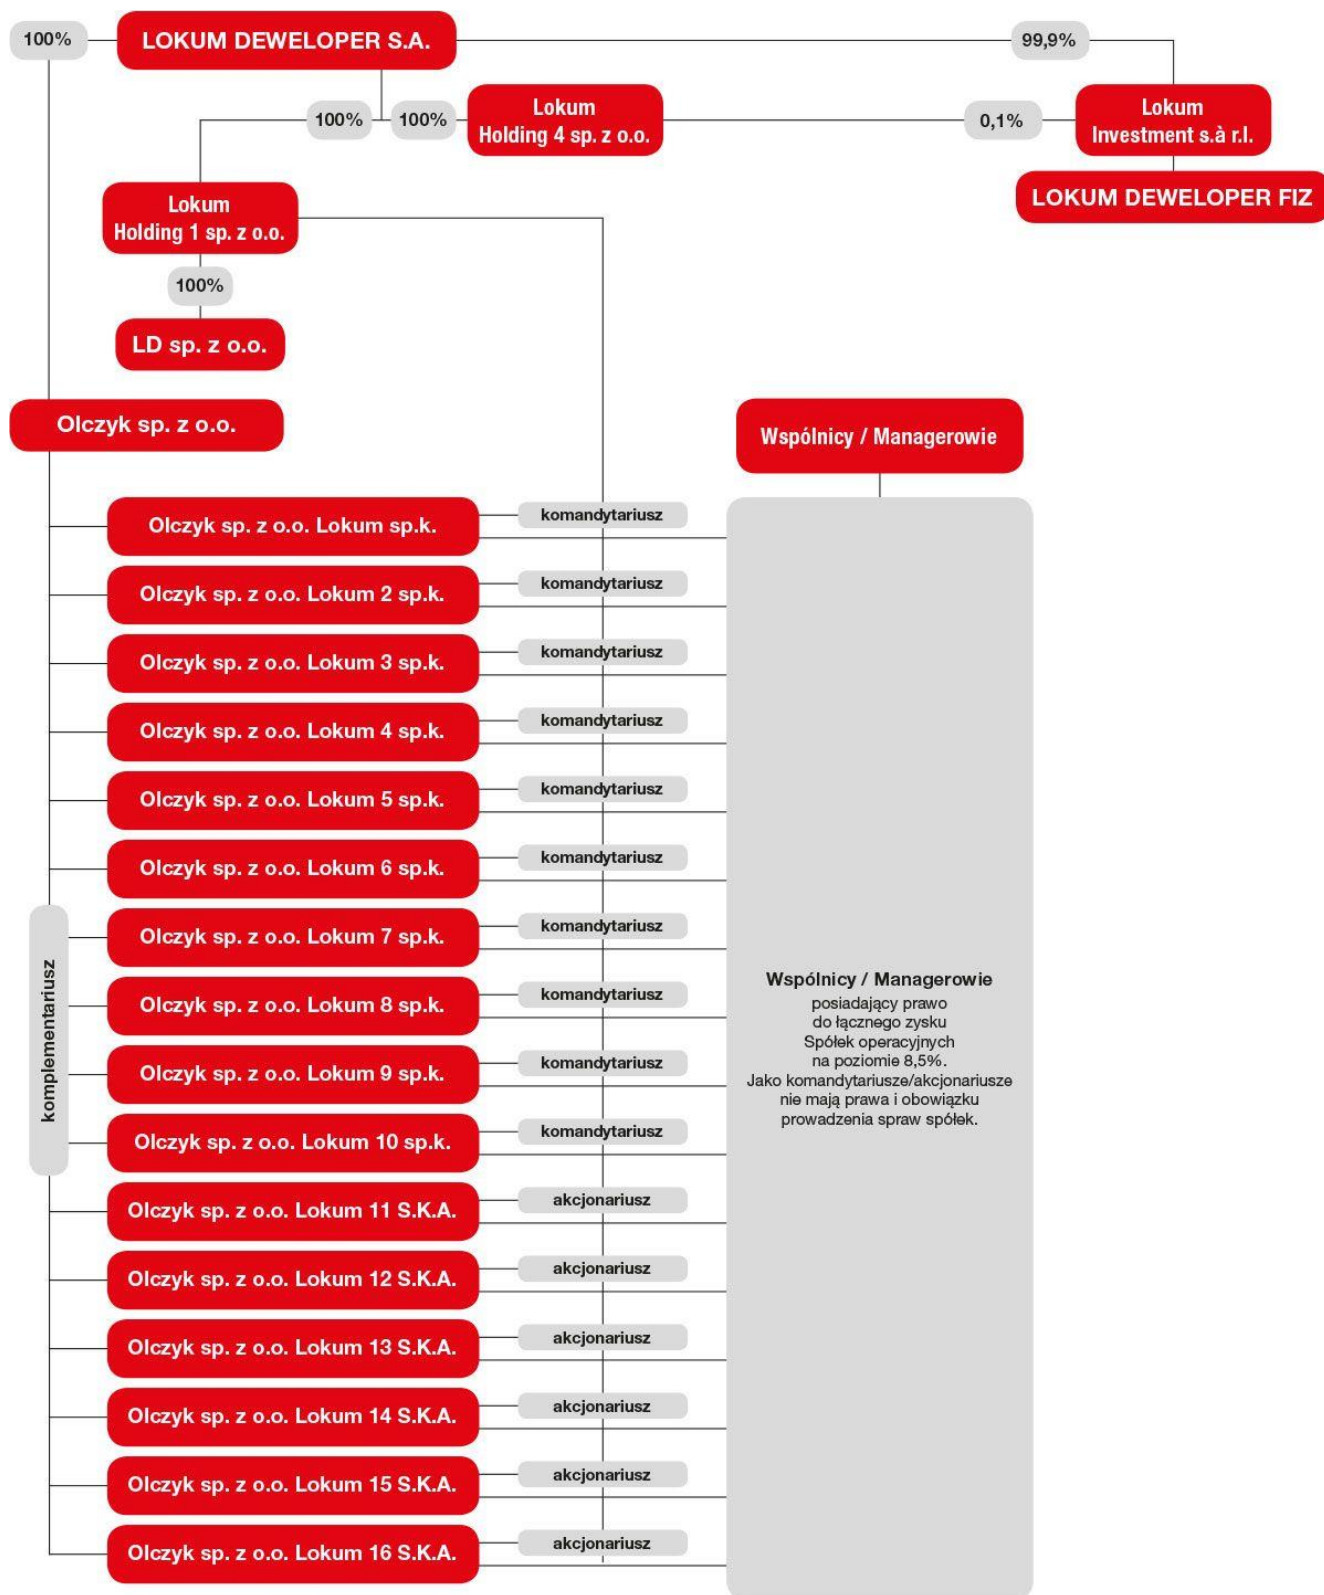 100%
LOKUM DEWELOPER S.A.
99,9%
100%
100%
Lokum
Holding 4 sp. z o.o.
0,1%
Lokum
Investment s.à r.l.
LOKUM DEWELOPER FIZ
Lokum
Holding 1 sp. z o.o.
100%
LD sp. z o.o.
Olczyk sp. z o.o.
Wspólnicy / Managerowie
Olczyk sp. z o.o. Lokum sp.k.
komandytariusz
Olczyk sp. z o.o. Lokum 2 sp.k.
komandytariusz
Olczyk sp. z o.o. Lokum 3 sp.k.
komandytariusz
Olczyk sp. z o.o. Lokum 4 sp.k.
komandytariusz
Olczyk sp. z o.o. Lokum 5 sp.k.
komandytariusz
Olczyk sp. z o.o. Lokum 6 sp.k.
komandytariusz
Olczyk sp. z o.o. Lokum 7 sp.k.
komandytariusz
Olczyk sp. z o.o. Lokum 8 sp.k.
komandytariusz
Olczyk sp. z o.o. Lokum 9 sp.k.
komandytariusz
Olczyk sp. z o.o. Lokum 10 sp.k.
komandytariusz
Olczyk sp. z o.o. Lokum 11 S.K.A.
akcjonariusz
Olczyk sp. z o.o. Lokum 12 S.K.A.
akcjonariusz
Olczyk sp. z o.o. Lokum 13 S.K.A.
akcjonariusz
Olczyk sp. z o.o. Lokum 14 S.K.A.
akcjonariusz
Olczyk sp. z o.o. Lokum 15 S.K.A.
akcjonariusz
Olczyk sp. z o.o. Lokum 16 S.K.A.
akcjonariusz
komplementariusz
Wspólnicy / Managerowie
posiadający prawo
do łącznego zysku
Spółek operacyjnych
na poziomie 8,5%.
Jako komandytariusze/akcjonariusze
nie mają prawa i obowiązku
prowadzenia spraw spółek.